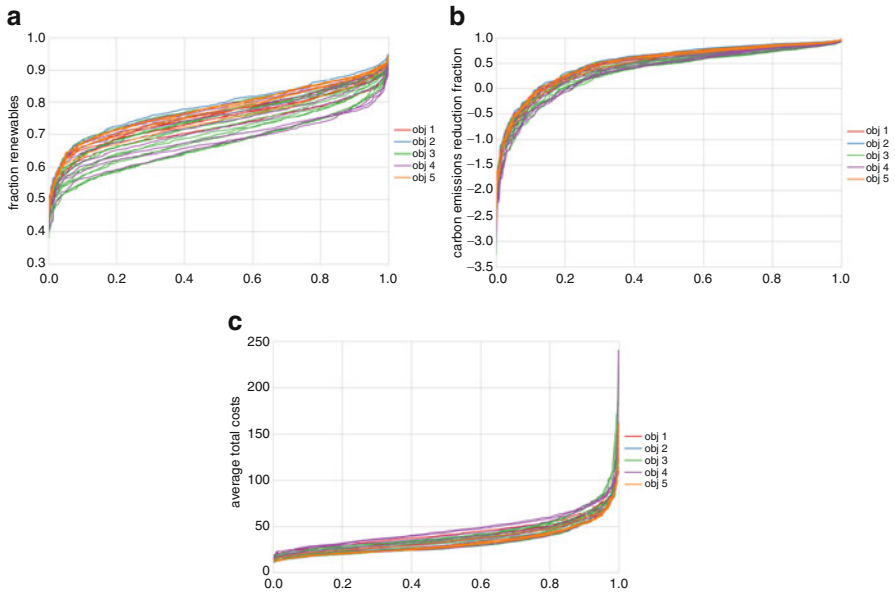 a
1.0
0.9
0.8
0.7
0.6
0.5
0.4
0.3
fraction renewables
0.0 0.2 0.4 0.6 0.8 1.0
obj 1
obj 2
obj 3
obj 4
obj 5
b
1.0
0.5
0.0
−0.5
−1.0
−1.5
−2.0
−2.5
−3.0
−3.5
carbon emissions reduction fraction
0.0 0.2 0.4 0.6 0.8 1.0
obj 1
obj 2
obj 3
obj 4
obj 5
c
250
200
150
100
50
0
average total costs
0.0 0.2 0.4 0.6 0.8 1.0
obj 1
obj 2
obj 3
obj 4
obj 5